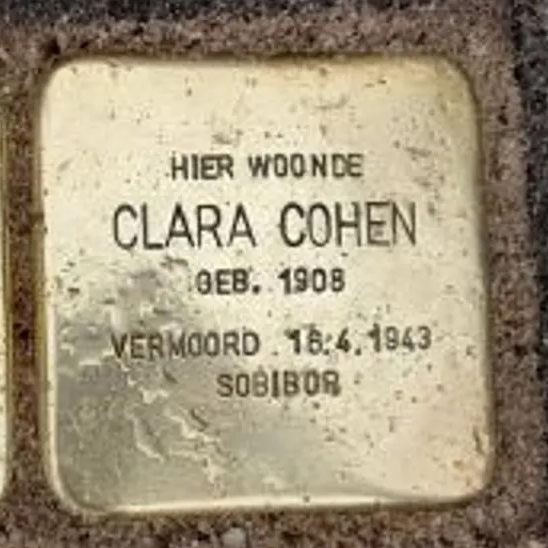 HIER WOONDE
CLARA COHEN
GEB. 1908
VERMOORD 16.4.1943
SOBIBOR